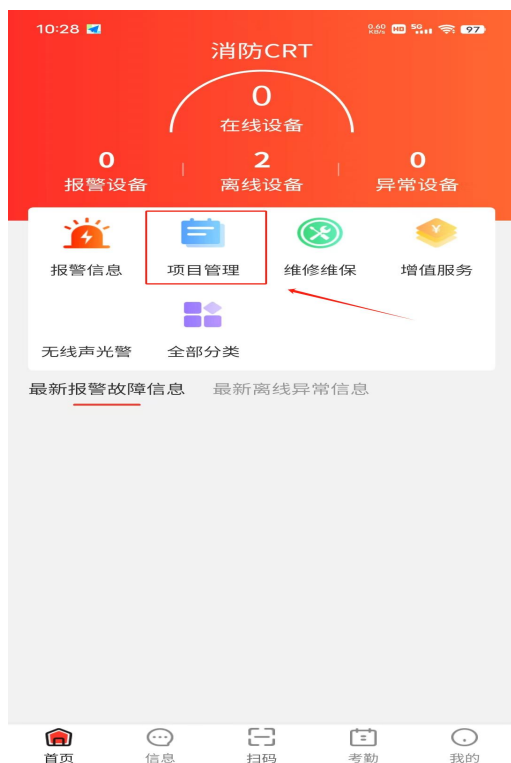 10:28 0.60 KB/s HD 5G 97
消防CRT
0
在线设备
0 2 0
报警设备 离线设备 异常设备
报警信息 项目管理 维修维保 增值服务
无线声光警 全部分类
最新报警故障信息 最新离线异常信息
首页 信息 扫码 考勤 我的